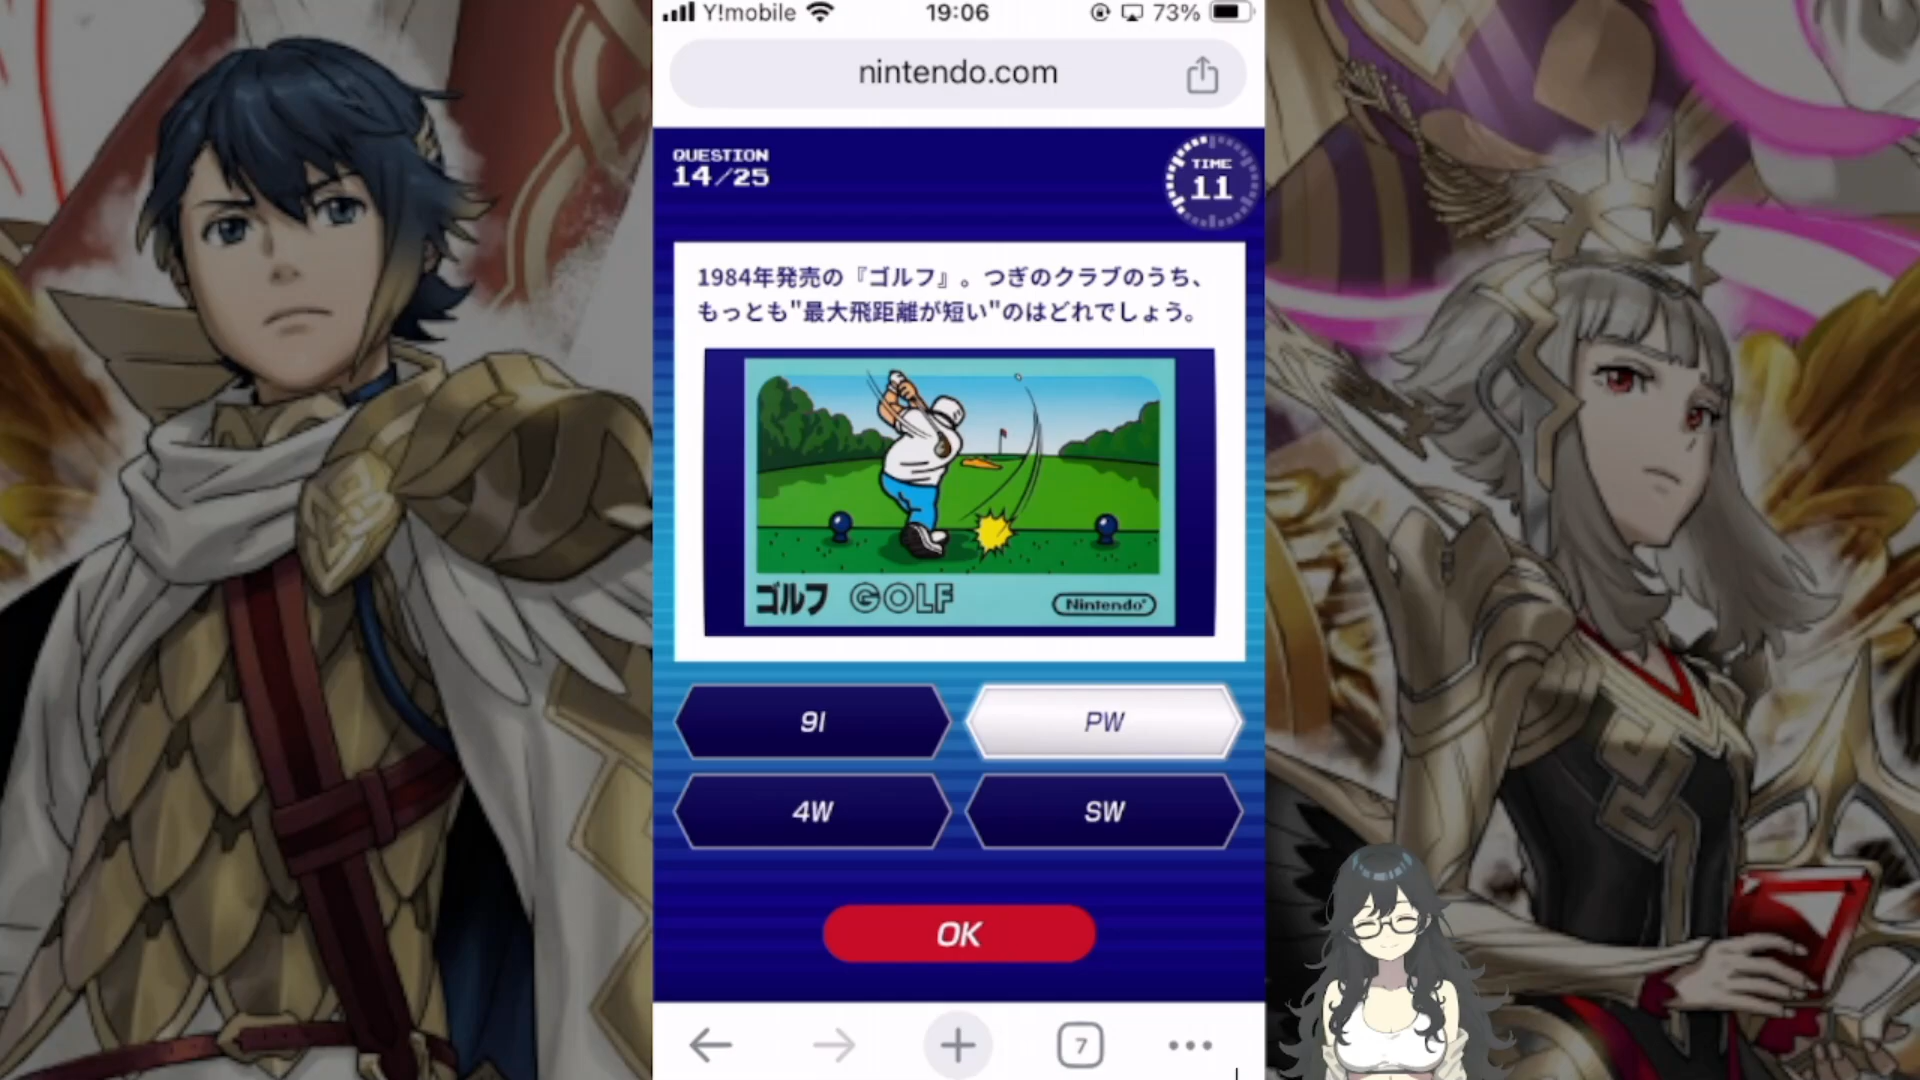 Y!mobile 19:06 73%
nintendo.com
QUESTION
14/25
TIME
11
1984年発売の『ゴルフ』。つぎのクラブのうち、
もっとも"最大飛距離が短い"のはどれでしょう。
ゴルフ GOLF Nintendo
9I PW
4W SW
OK
7